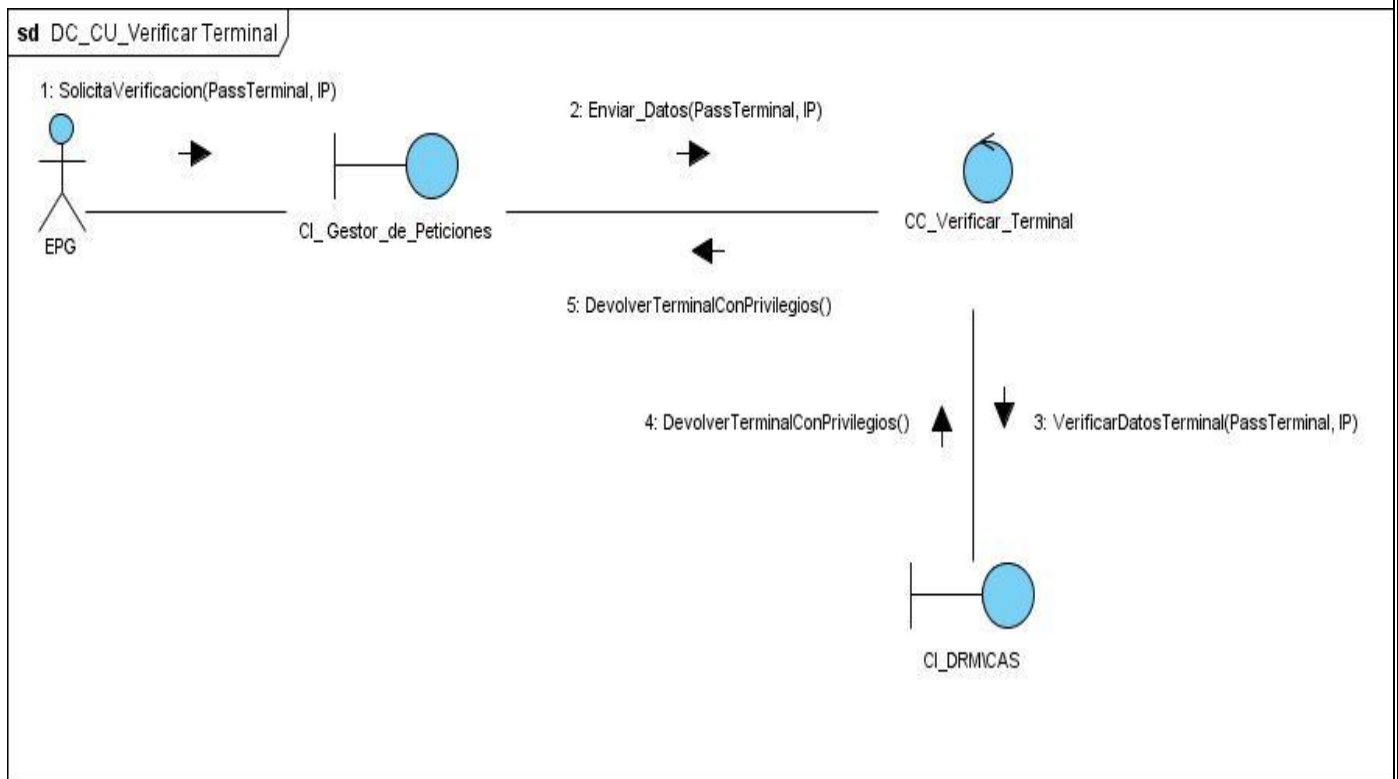 sd DC_CU_Verificar Terminal
1: SolicitaVerificacion(PassTerminal, IP)
2: Enviar_Datos(PassTerminal, IP)
EPG
CI_ Gestor_de_Peticiones
CC_Verificar_Terminal
5: DevolverTerminalConPrivilegios()
4: DevolverTerminalConPrivilegios()
3: VerificarDatosTerminal(PassTerminal, IP)
CI_DRM\CAS